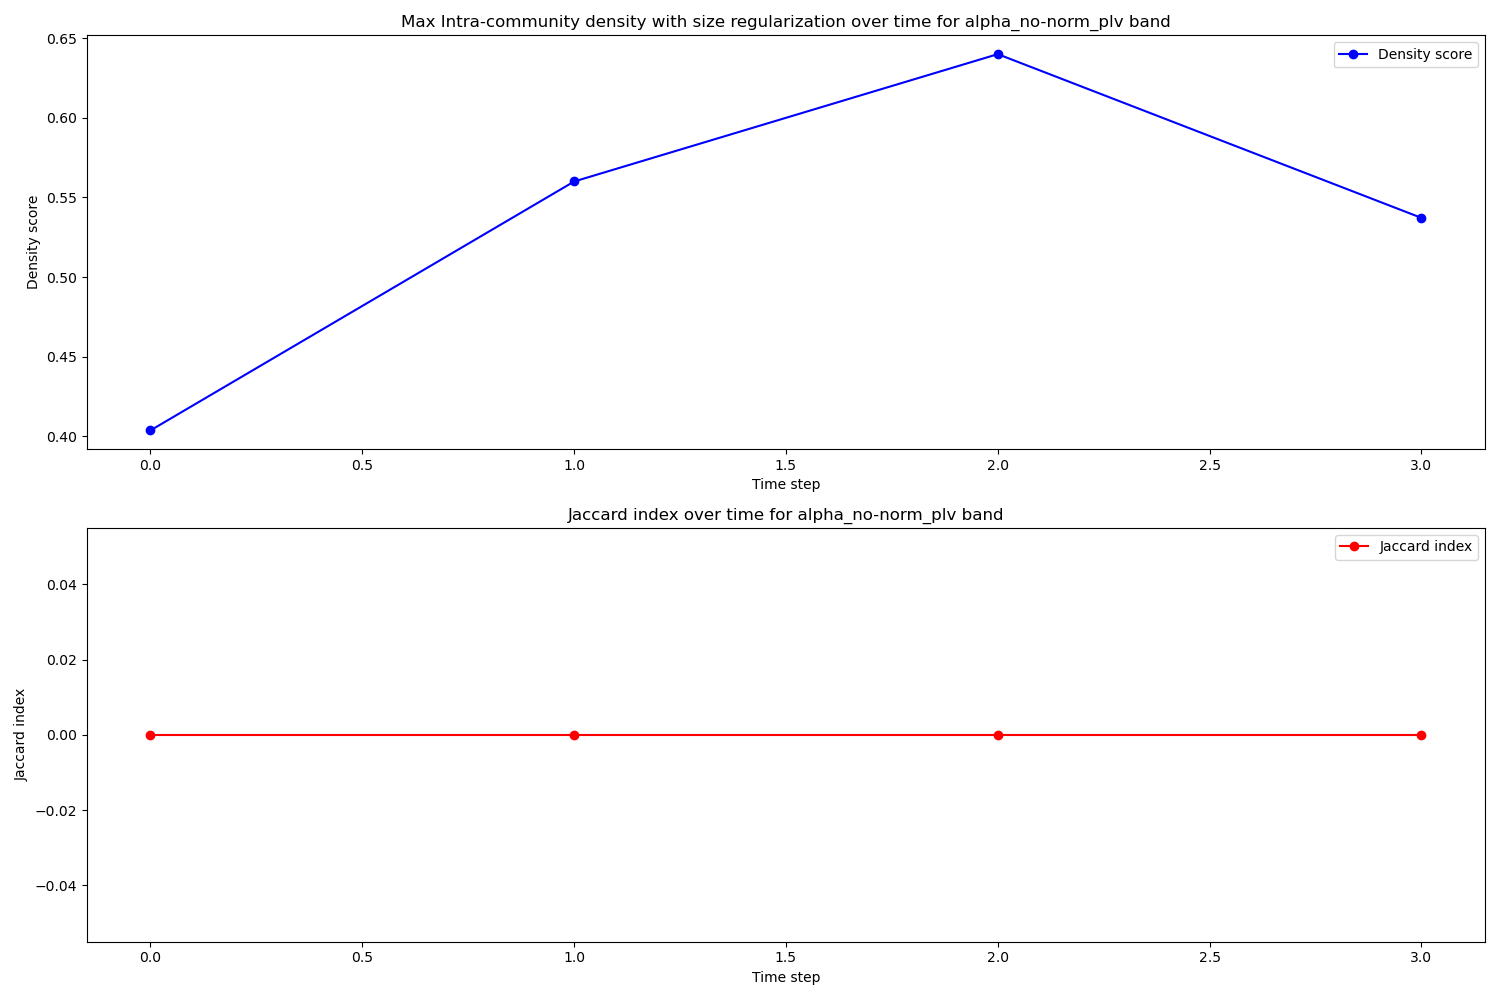 Max Intra-community density with size regularization over time for alpha_no-norm_plv band
Density score
0.65
0.60
0.55
0.50
0.45
0.40
Density score
0.0 0.5 1.0 1.5 2.0 2.5 3.0
Time step
Jaccard index over time for alpha_no-norm_plv band
Jaccard index
0.04
0.02
0.00
−0.02
−0.04
Jaccard index
0.0 0.5 1.0 1.5 2.0 2.5 3.0
Time step